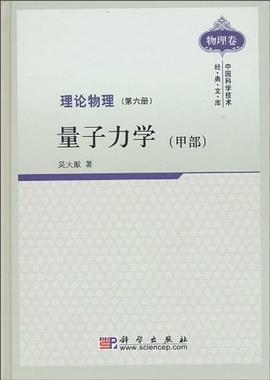 物理卷
中国科学技术
经·典·文·库
理论物理（第六册）
量子力学（甲部）
吴大猷 著
科学出版社
www.sciencep.com